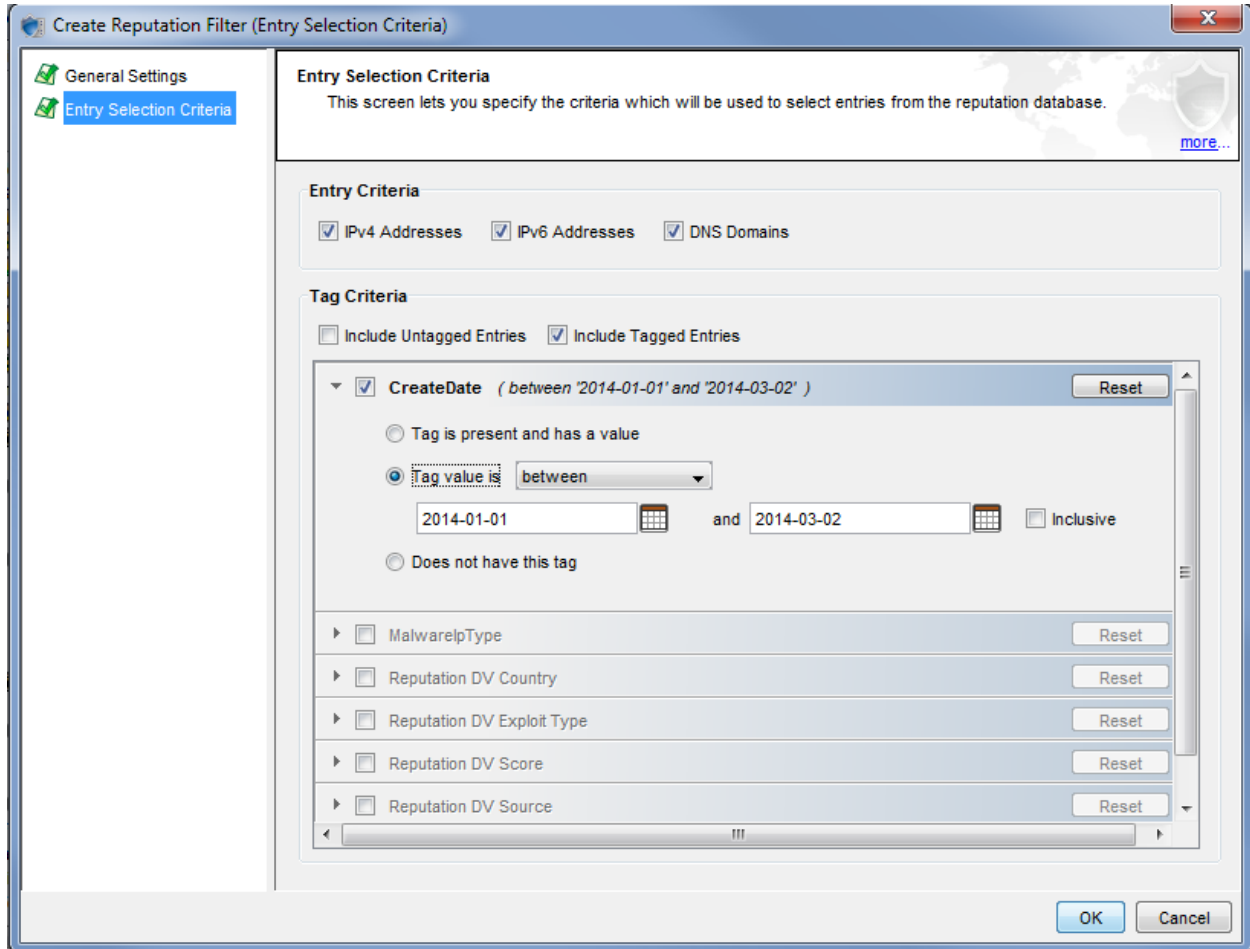 Create Reputation Filter (Entry Selection Criteria)
General Settings
Entry Selection Criteria
Entry Selection Criteria
This screen lets you specify the criteria which will be used to select entries from the reputation database.
more...
Entry Criteria
IPv4 Addresses IPv6 Addresses DNS Domains
Tag Criteria
Include Untagged Entries Include Tagged Entries
CreateDate ( between '2014-01-01' and '2014-03-02' ) Reset
Tag is present and has a value
Tag value is between
2014-01-01 and 2014-03-02 Inclusive
Does not have this tag
MalwareIpType Reset
Reputation DV Country Reset
Reputation DV Exploit Type Reset
Reputation DV Score Reset
Reputation DV Source Reset
OK Cancel